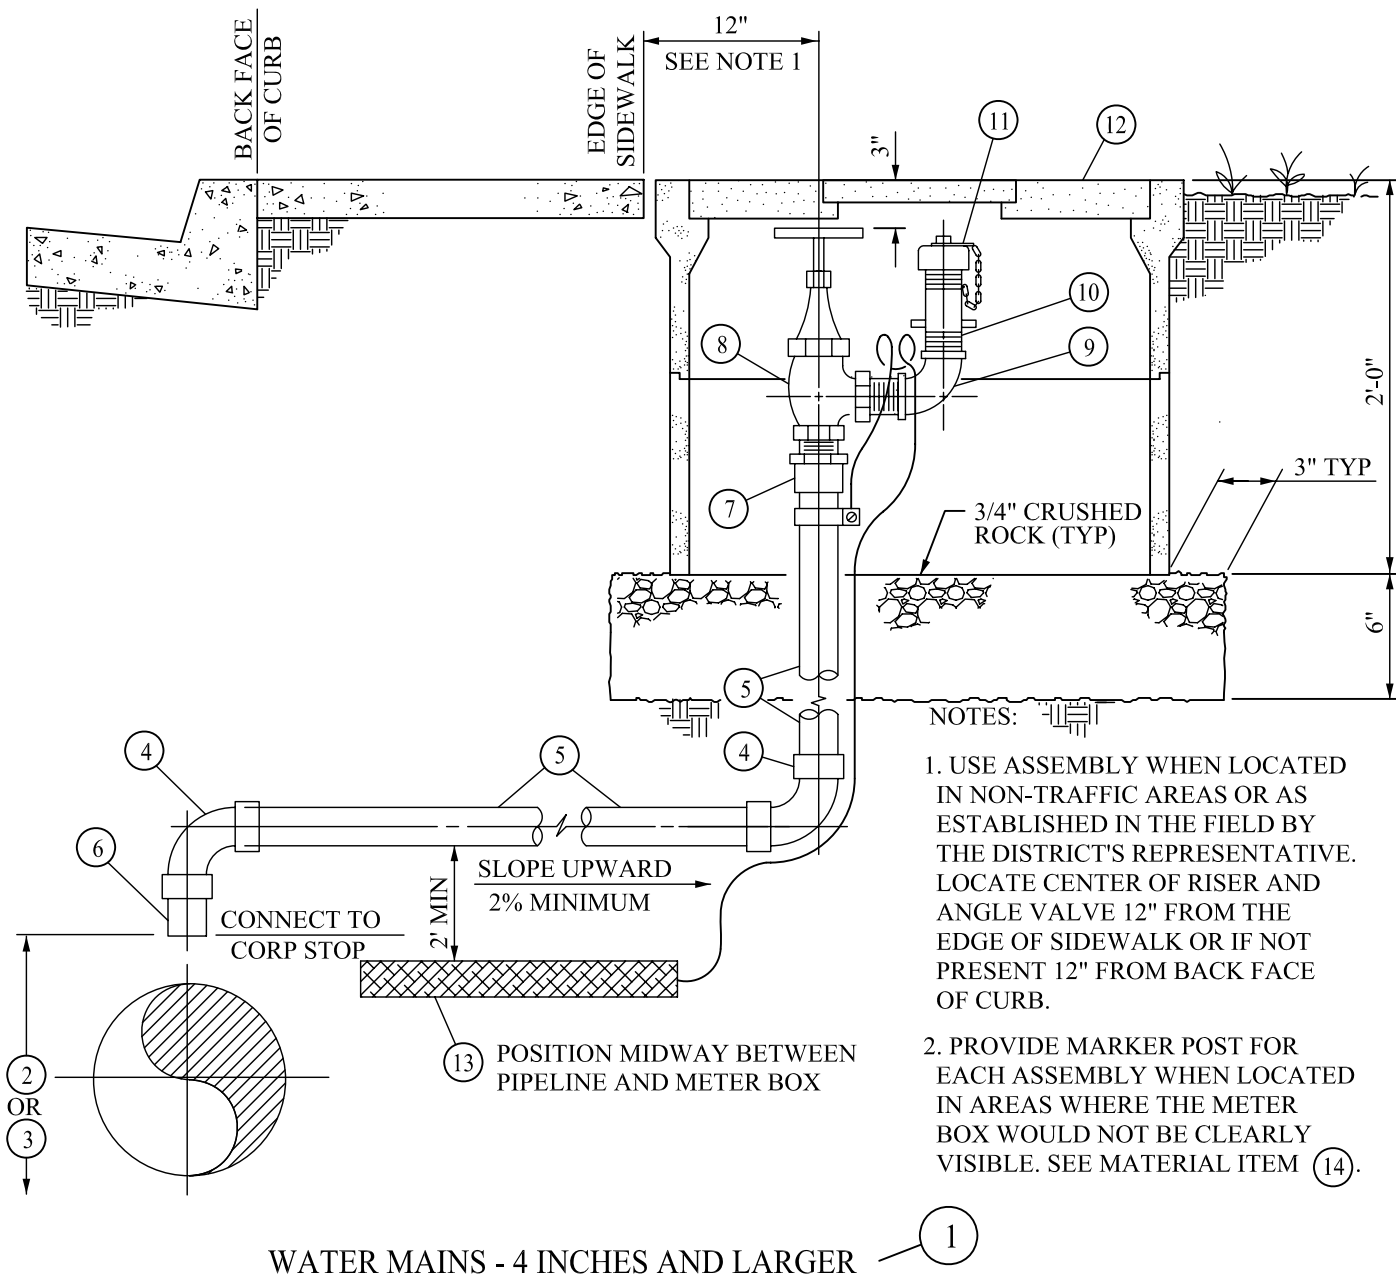 BACK FACE
OF CURB
EDGE OF
SIDEWALK
12"
SEE NOTE 1
3"
11
12
10
9
8
7
2'-0"
3" TYP
3/4" CRUSHED
ROCK (TYP)
6"
5
4
4
5
6
SLOPE UPWARD
2% MINIMUM
2' MIN
CONNECT TO
CORP STOP
2
OR
3
13
POSITION MIDWAY BETWEEN
PIPELINE AND METER BOX
NOTES:
1. USE ASSEMBLY WHEN LOCATED
IN NON-TRAFFIC AREAS OR AS
ESTABLISHED IN THE FIELD BY
THE DISTRICT'S REPRESENTATIVE.
LOCATE CENTER OF RISER AND
ANGLE VALVE 12" FROM THE
EDGE OF SIDEWALK OR IF NOT
PRESENT 12" FROM BACK FACE
OF CURB.
2. PROVIDE MARKER POST FOR
EACH ASSEMBLY WHEN LOCATED
IN AREAS WHERE THE METER
BOX WOULD NOT BE CLEARLY
VISIBLE. SEE MATERIAL ITEM 14.
WATER MAINS - 4 INCHES AND LARGER 1